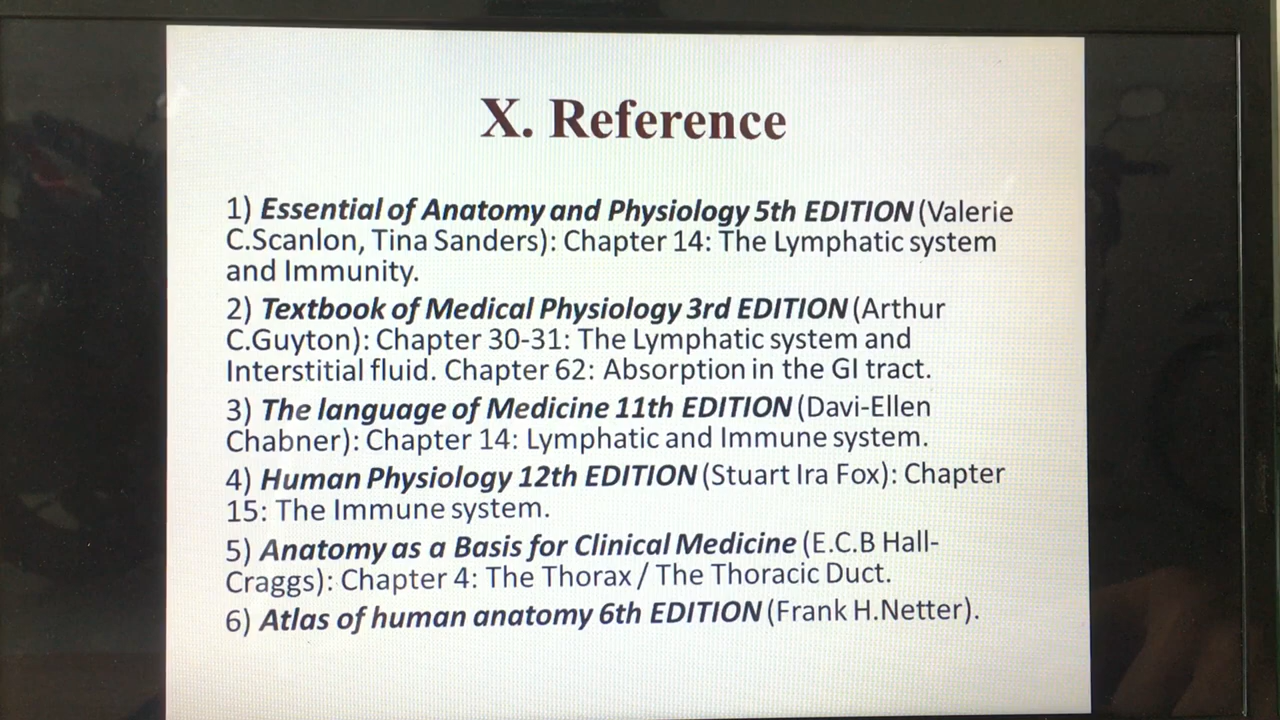 X. Reference
1) Essential of Anatomy and Physiology 5th EDITION (Valerie
C.Scanlon, Tina Sanders): Chapter 14: The Lymphatic system
and Immunity.
2) Textbook of Medical Physiology 3rd EDITION (Arthur
C.Guyton): Chapter 30-31: The Lymphatic system and
Interstitial fluid. Chapter 62: Absorption in the GI tract.
3) The language of Medicine 11th EDITION (Davi-Ellen
Chabner): Chapter 14: Lymphatic and Immune system.
4) Human Physiology 12th EDITION (Stuart Ira Fox): Chapter
15: The Immune system.
5) Anatomy as a Basis for Clinical Medicine (E.C.B Hall-
Craggs): Chapter 4: The Thorax / The Thoracic Duct.
6) Atlas of human anatomy 6th EDITION (Frank H.Netter).